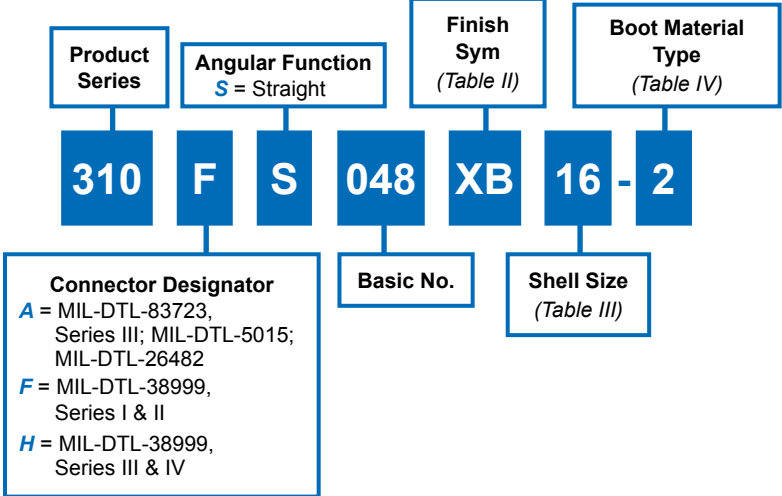 Product
Series
Angular Function
S = Straight
Finish
Sym
(Table II)
Boot Material
Type
(Table IV)
310 F S 048 XB 16 - 2
Connector Designator
A = MIL-DTL-83723,
Series III; MIL-DTL-5015;
MIL-DTL-26482
F = MIL-DTL-38999,
Series I & II
H = MIL-DTL-38999,
Series III & IV
Basic No.
Shell Size
(Table III)